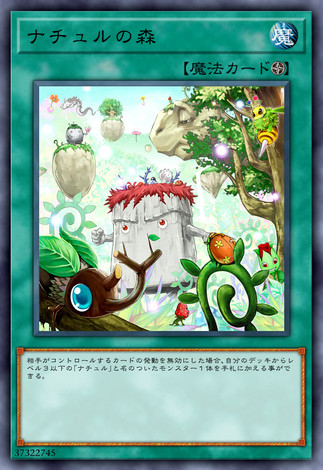 ナチュルの森
魔
【魔法カード】
相手がコントロールするカードの発動を無効にした場合、自分のデッキから
レベル3以下の「ナチュル」と名のついたモンスター1体を手札に加える事がで
きる。
37322745